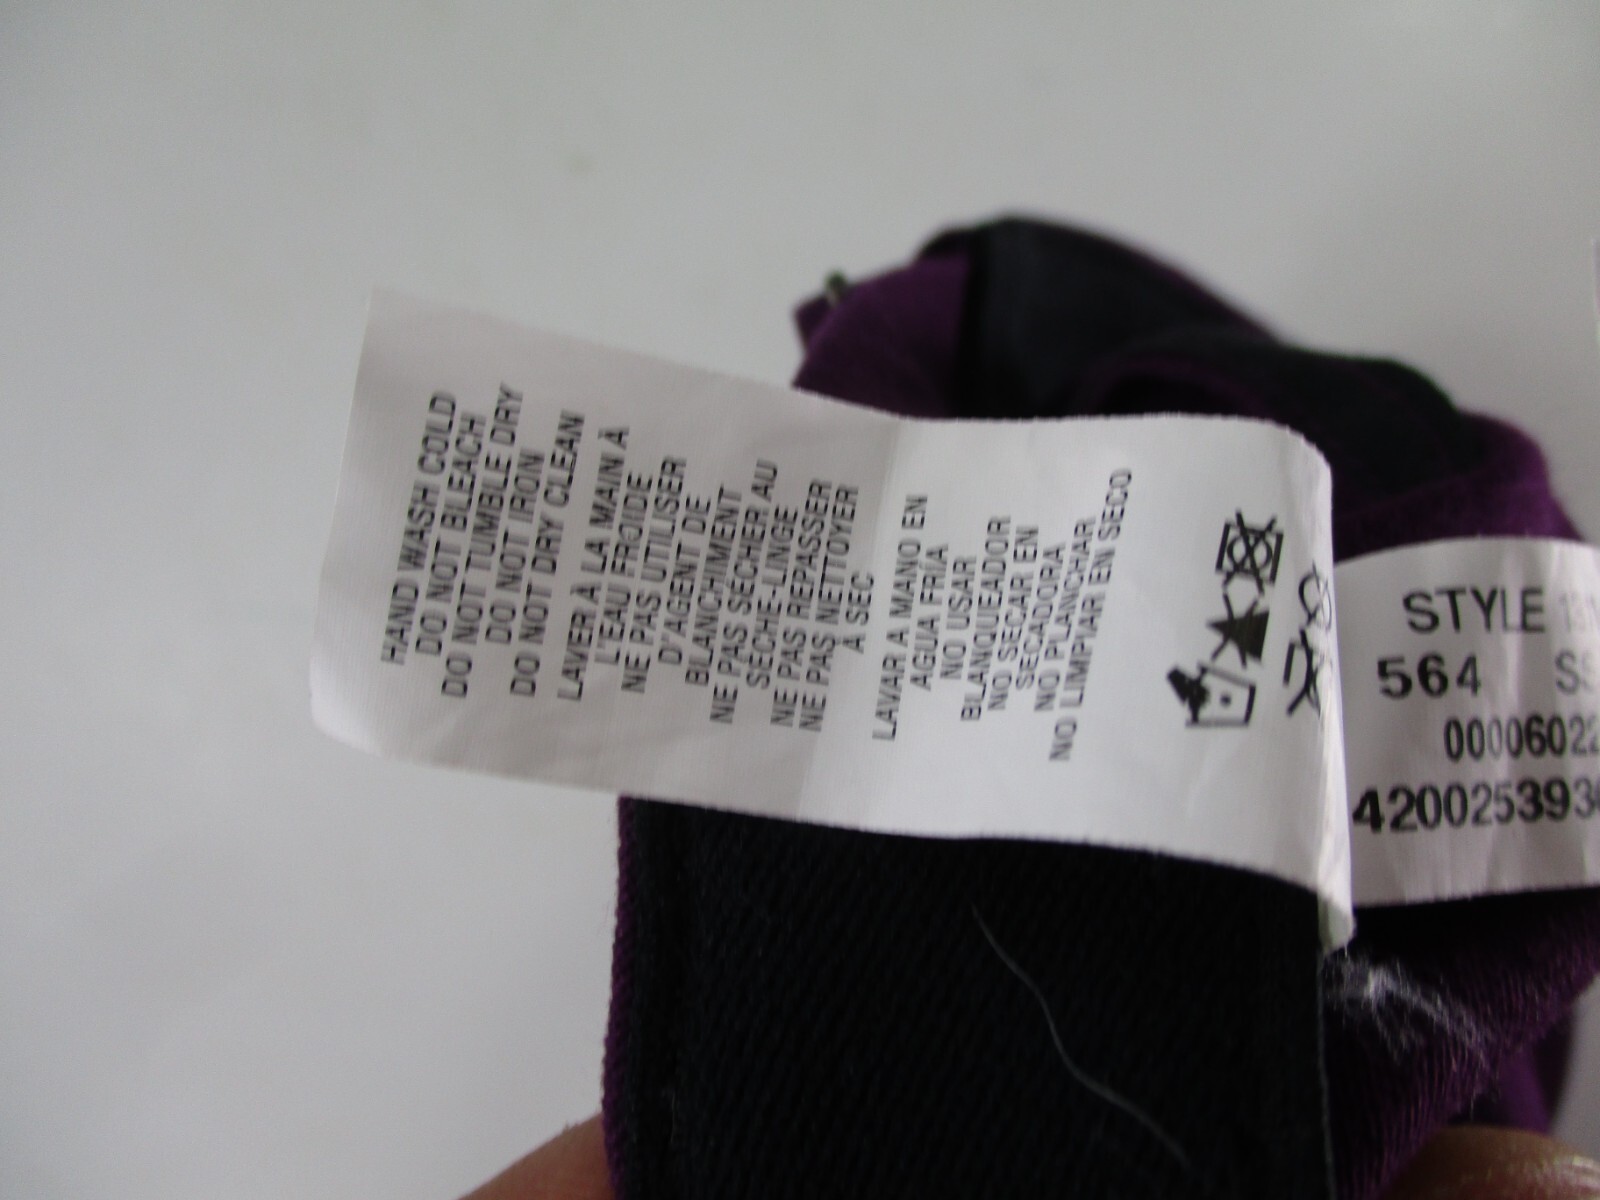 HAND WASH COLD
DO NOT BLEACH
DO NOT TUMBLE DRY
DO NOT IRON
DO NOT DRY CLEAN
LAVER À LA MAIN À
L'EAU FROIDE
NE PAS UTILISER
D'AGENT DE
BLANCHIMENT
NE PAS SÉCHER AU
SÈCHE-LINGE
NE PAS REPASSER
NE PAS NETTOYER
À SEC
LAVAR A MANO EN
AGUA FRÍA
NO USAR
BLANQUEADOR
NO SECAR EN
SECADORA
NO PLANCHAR
NO LIMPIAR EN SECO
STYLE
564